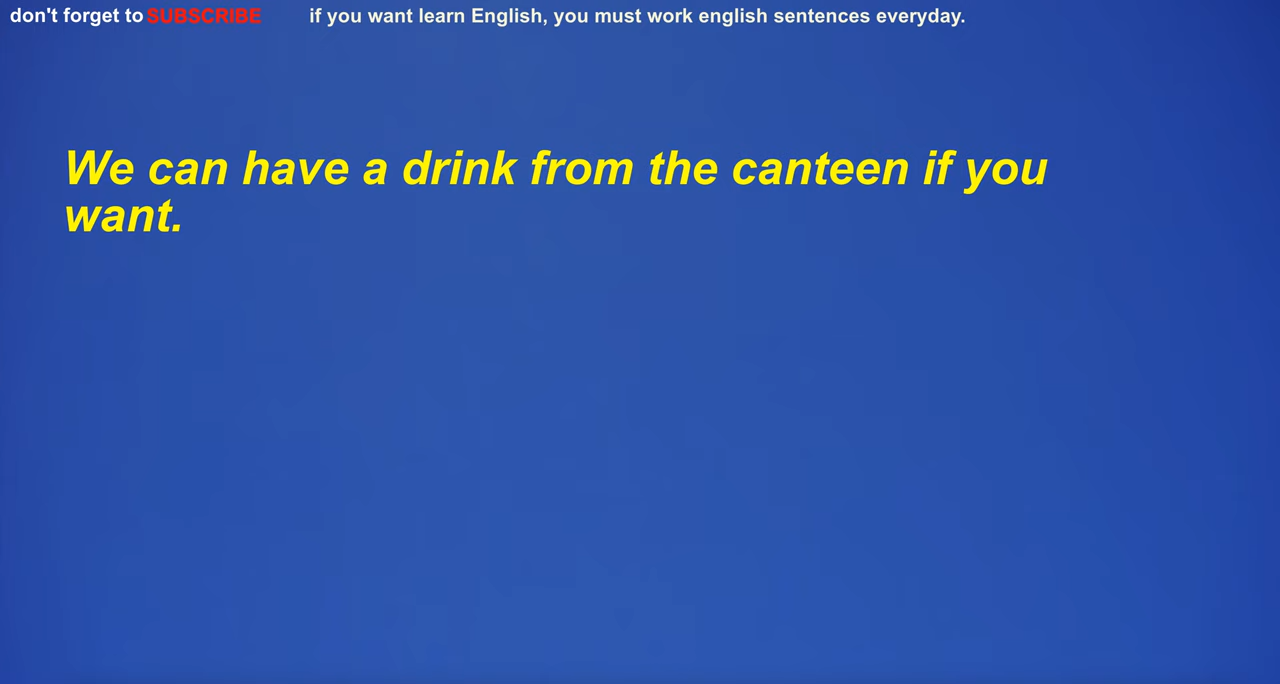 don't forget to SUBSCRIBE if you want learn English, you must work english sentences everyday.
We can have a drink from the canteen if you
want.